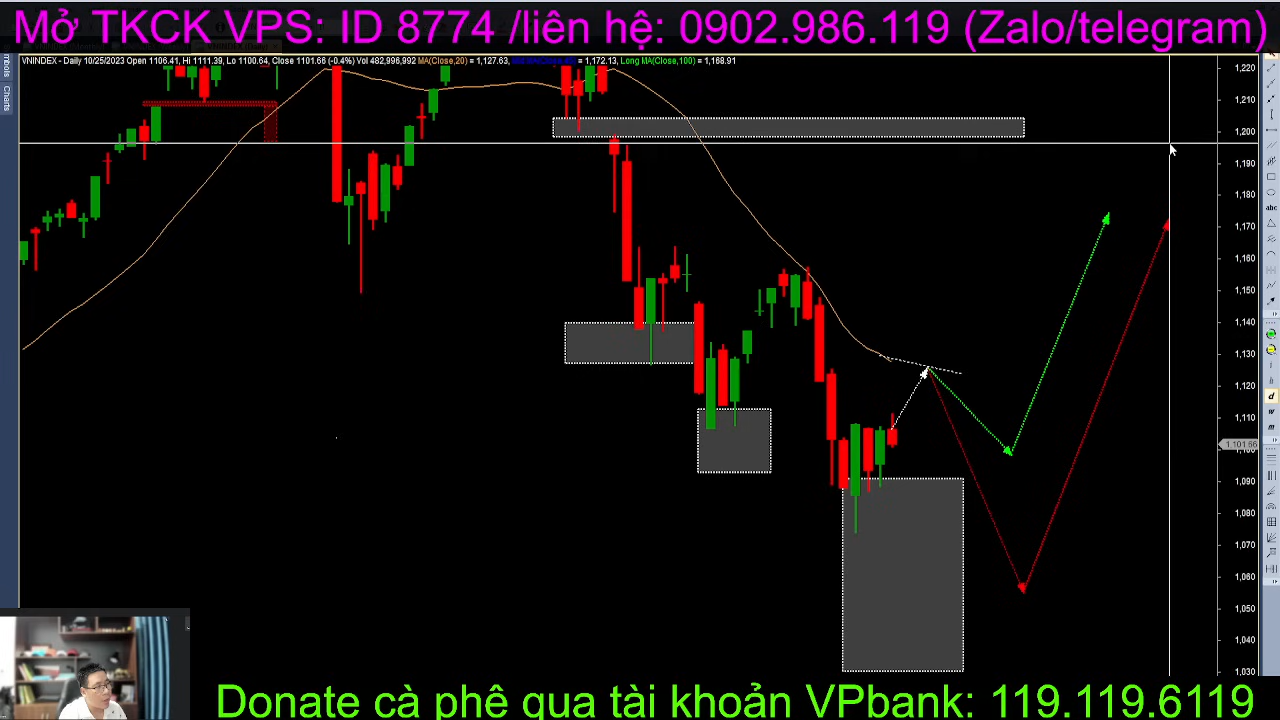 Mở TKCK VPS: ID 8774 /liên hệ: 0902.986.119 (Zalo/telegram)
Charts
VNINDEX - Daily 10/25/2023 Open 1106.41, Hi 1111.39, Lo 1100.64, Close 1101.66 (-0.4%) Vol 482,996,992 MA(Close,20) = 1,127.63, = 1,172.13, Long MA(Close,100) = 1,168.91
1,220
1,210
1,200
1,190
1,180
1,170
1,160
1,150
1,140
1,130
1,120
1,110
1,101.66
1,090
1,080
1,070
1,060
1,050
1,040
1,030
abc
d
w
m
Donate cà phê qua tài khoản VPbank: 119.119.6119